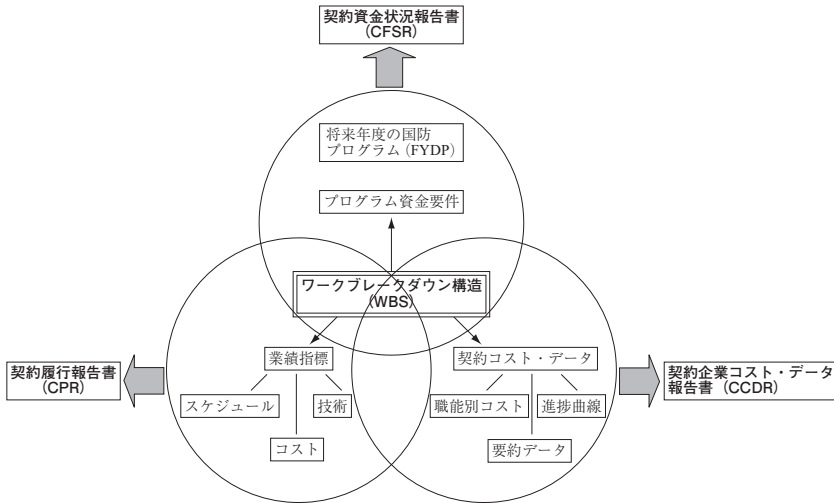 契約資金状況報告書
(CFSR)
将来年度の国防
プログラム(FYDP)
プログラム資金要件
ワークブレークダウン構造
(WBS)
業績指標
契約コスト・データ
契約履行報告書
(CPR)
契約企業コスト・データ
報告書(CCDR)
スケジュール
技術
職能別コスト
進捗曲線
コスト
要約データ